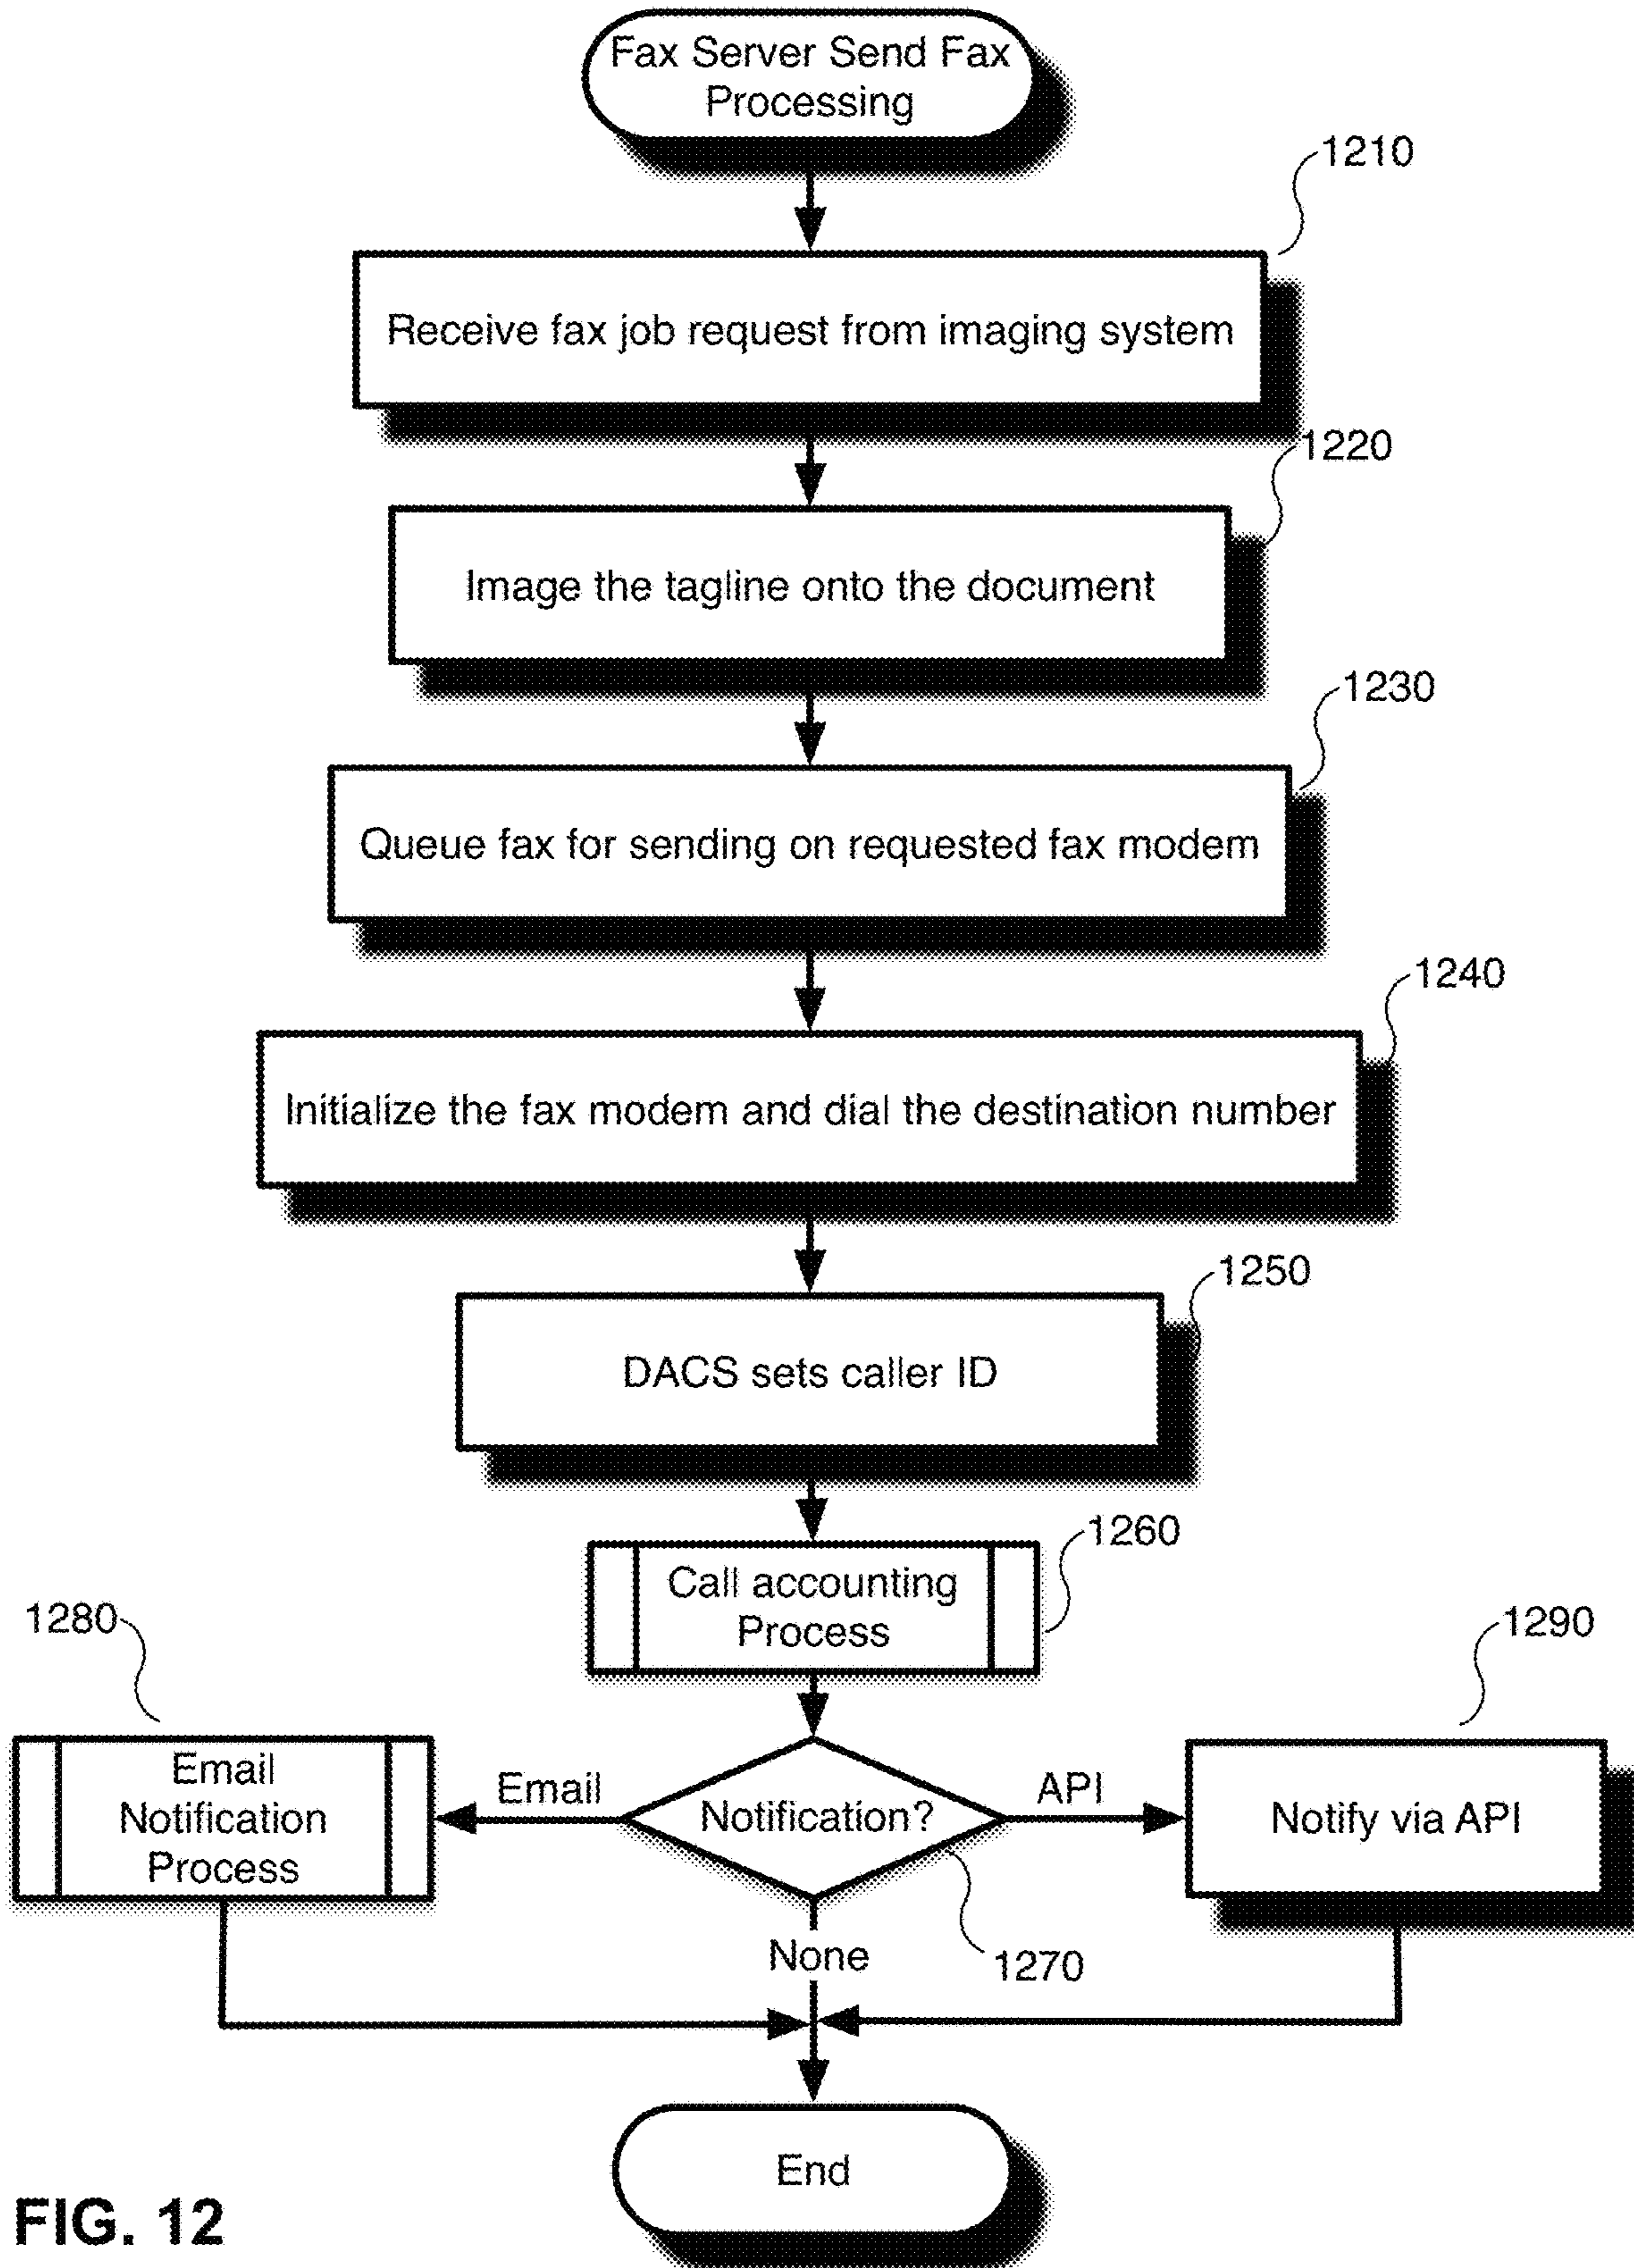 Fax Server Send Fax
Processing
1210
Receive fax job request from imaging system
1220
Image the tagline onto the document
1230
Queue fax for sending on requested fax modem
1240
Initialize the fax modem and dial the destination number
1250
DACS sets caller ID
1260
Call accounting
Process
1280
1290
Email
Notification
Process
Email
Notification?
API
Notify via API
None
1270
End
FIG. 12